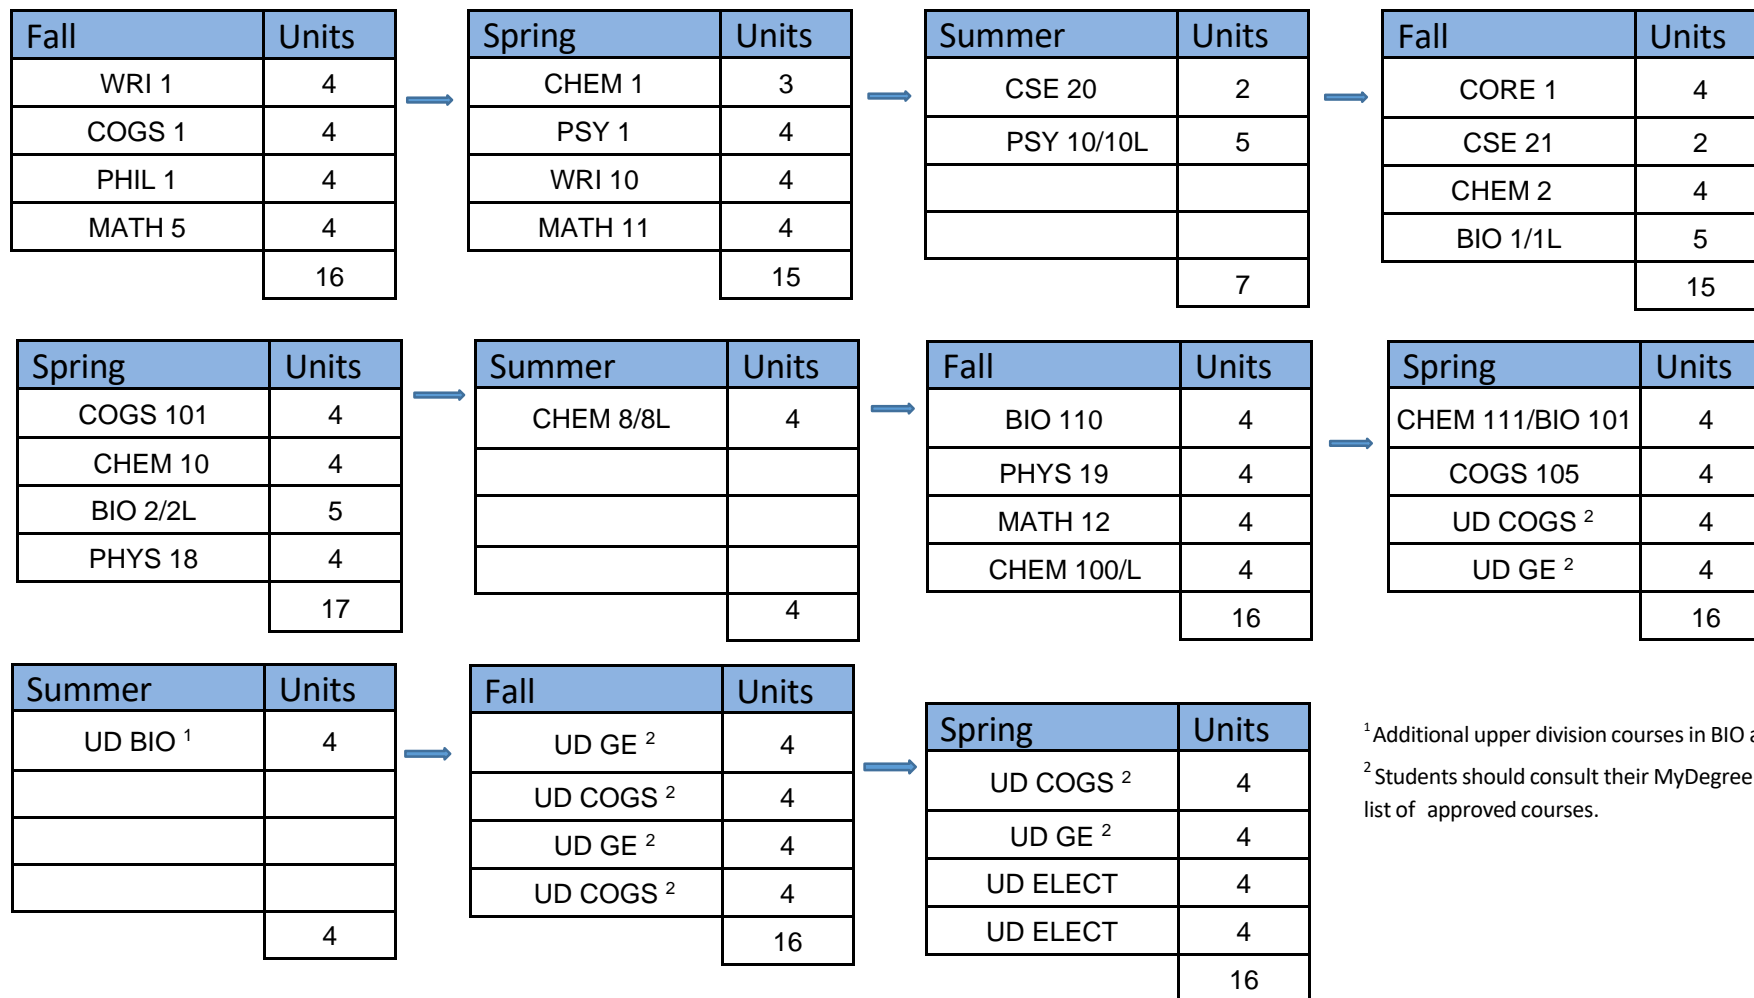 Fall Units
WRI 1 4
COGS 1 4
PHIL 1 4
MATH 5 4
16
Spring Units
CHEM 1 3
PSY 1 4
WRI 10 4
MATH 11 4
15
Summer Units
CSE 20 2
PSY 10/10L 5
7
Fall Units
CORE 1 4
CSE 21 2
CHEM 2 4
BIO 1/1L 5
15
Spring Units
COGS 101 4
CHEM 10 4
BIO 2/2L 5
PHYS 18 4
17
Summer Units
CHEM 8/8L 4
4
Fall Units
BIO 110 4
PHYS 19 4
MATH 12 4
CHEM 100/L 4
16
Spring Units
CHEM 111/BIO 101 4
COGS 105 4
UD COGS ² 4
UD GE ² 4
16
Summer Units
UD BIO ¹ 4
4
Fall Units
UD GE ² 4
UD COGS ² 4
UD GE ² 4
UD COGS ² 4
16
Spring Units
UD COGS ² 4
UD GE ² 4
UD ELECT 4
UD ELECT 4
16
¹ Additional upper division courses in BIO
² Students should consult their MyDegree
list of approved courses.